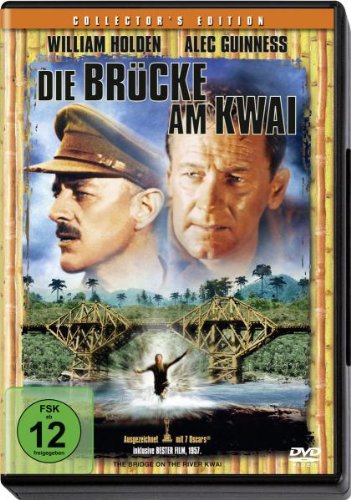 COLLECTOR'S EDITION
WILLIAM HOLDEN ALEC GUINNESS
DIE BRÜCKE
AM KWAI
FSK
ab
12
freigegeben
Ausgezeichnet mit 7 Oscars®
inklusive BESTER FILM, 1957.
THE BRIDGE ON THE RIVER KWAI
DVD